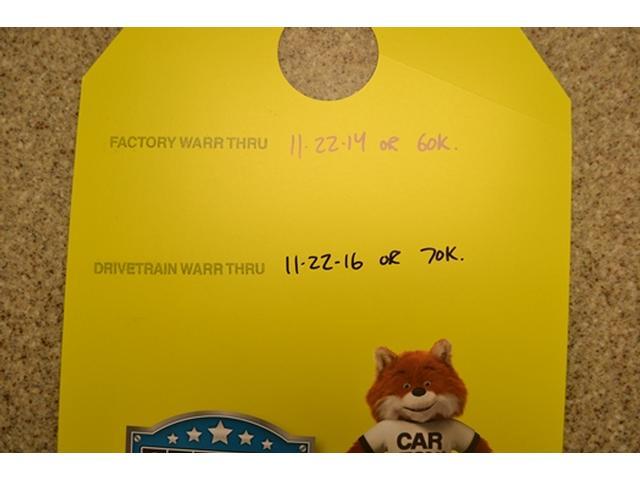 FACTORY WARR THRU 11-22-14 OR 60K.
DRIVETRAIN WARR THRU 11-22-16 OR 70K.
CAR